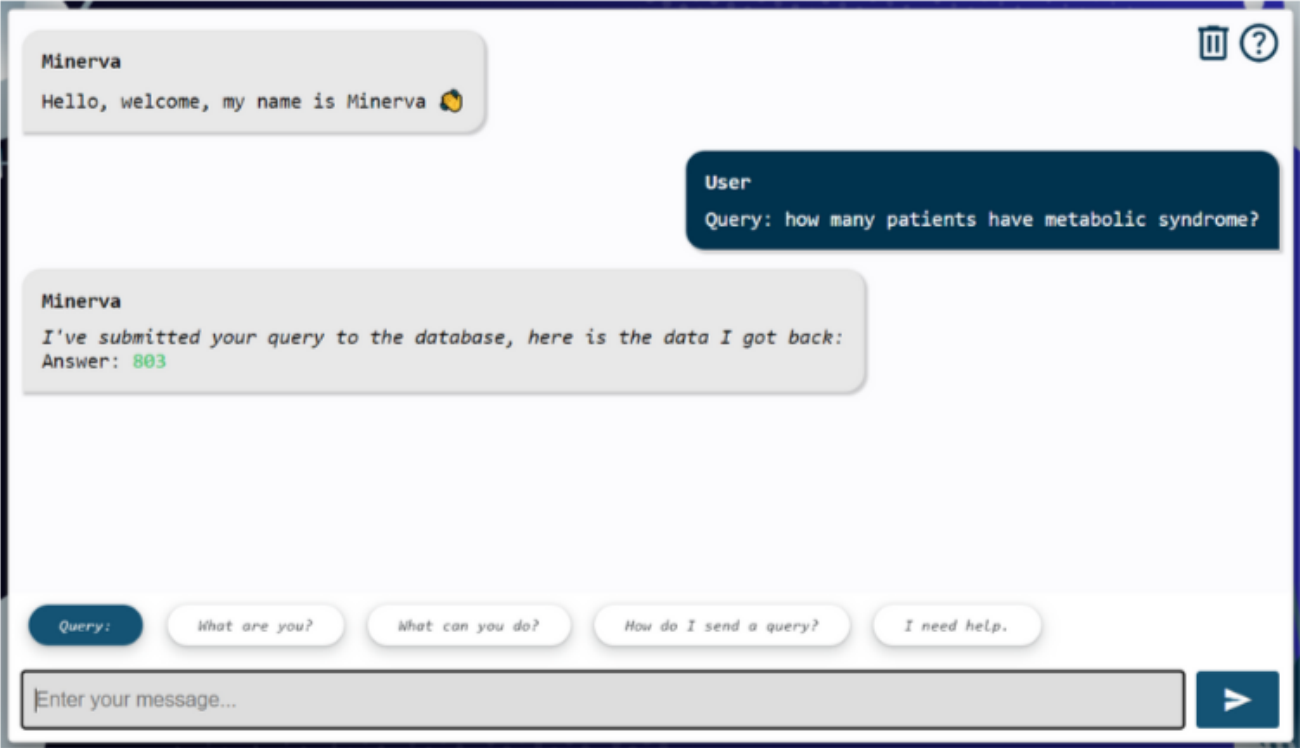 Minerva
Hello, welcome, my name is Minerva 👏
User
Query: how many patients have metabolic syndrome?
Minerva
I've submitted your query to the database, here is the data I got back:
Answer: 803
Query: What are you? What can you do? How do I send a query? I need help.
Enter your message...